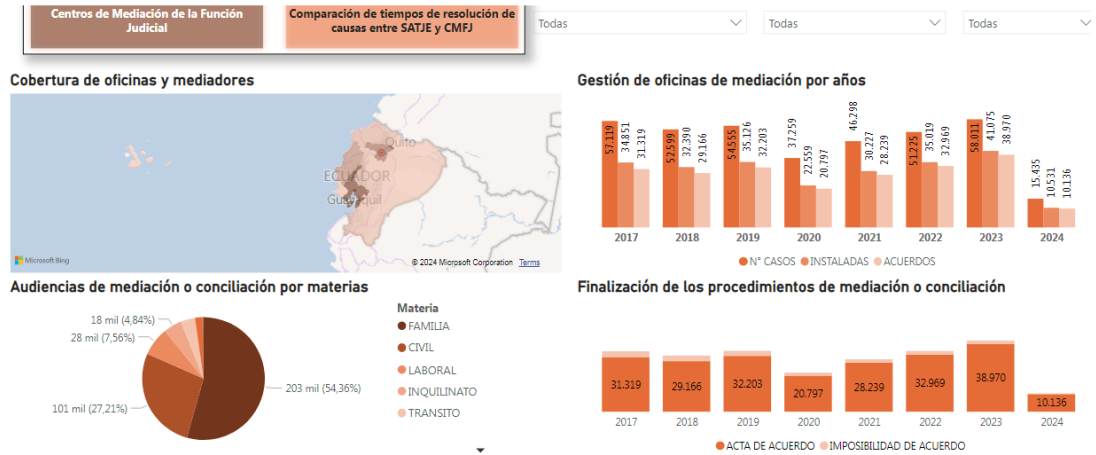 Centros de Mediación de la Función
Judicial
Comparación de tiempos de resolución de
causas entre SATJE y CMFJ
Todas
Todas
Todas
Cobertura de oficinas y mediadores
Quito
ECUADOR
Guayaquil
Microsoft Bing
© 2024 Microsoft Corporation Terms
Gestión de oficinas de mediación por años
57.119
34.851
31.319
52.599
32.390
29.166
54.555
35.126
32.203
37.259
22.559
20.797
46.298
30.227
28.239
51.225
35.019
32.969
58.011
41.075
38.970
15.435
10.531
10.136
2017 2018 2019 2020 2021 2022 2023 2024
N° CASOS INSTALADAS ACUERDOS
Audiencias de mediación o conciliación por materias
18 mil (4,84%)
28 mil (7,56%)
101 mil (27,21%)
203 mil (54,36%)
Materia
FAMILIA
CIVIL
LABORAL
INQUILINATO
TRANSITO
Finalización de los procedimientos de mediación o conciliación
31.319 29.166 32.203 20.797 28.239 32.969 38.970 10.136
2017 2018 2019 2020 2021 2022 2023 2024
ACTA DE ACUERDO IMPOSIBILIDAD DE ACUERDO